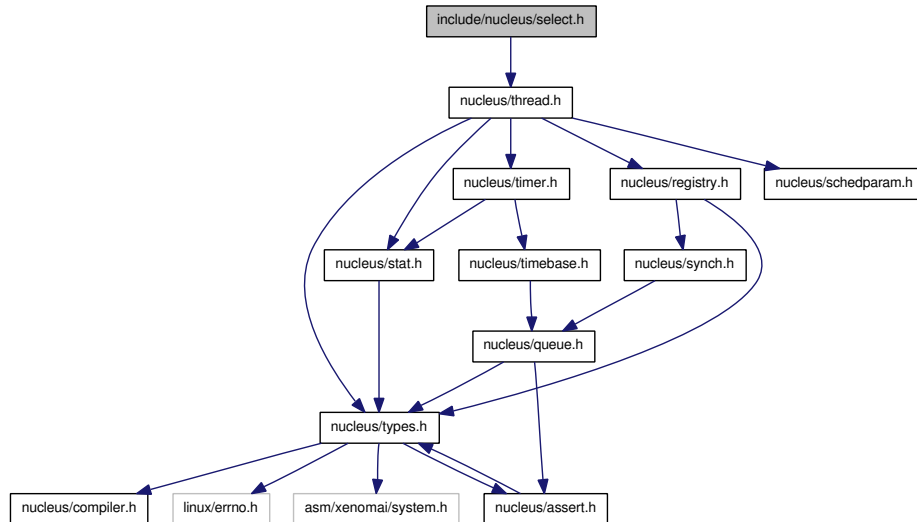 include/nucleus/select.h
nucleus/thread.h
nucleus/timer.h
nucleus/registry.h
nucleus/schedparam.h
nucleus/stat.h
nucleus/timebase.h
nucleus/synch.h
nucleus/queue.h
nucleus/types.h
nucleus/compiler.h
linux/errno.h
asm/xenomai/system.h
nucleus/assert.h